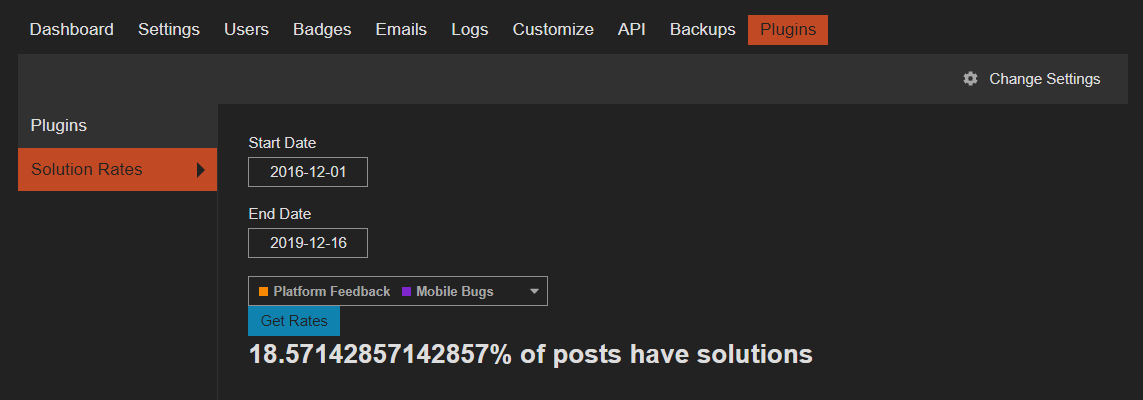 Dashboard Settings Users Badges Emails Logs Customize API Backups Plugins
Change Settings
Plugins
Solution Rates
Start Date
2016-12-01
End Date
2019-12-16
Platform Feedback Mobile Bugs
Get Rates
18.57142857142857% of posts have solutions